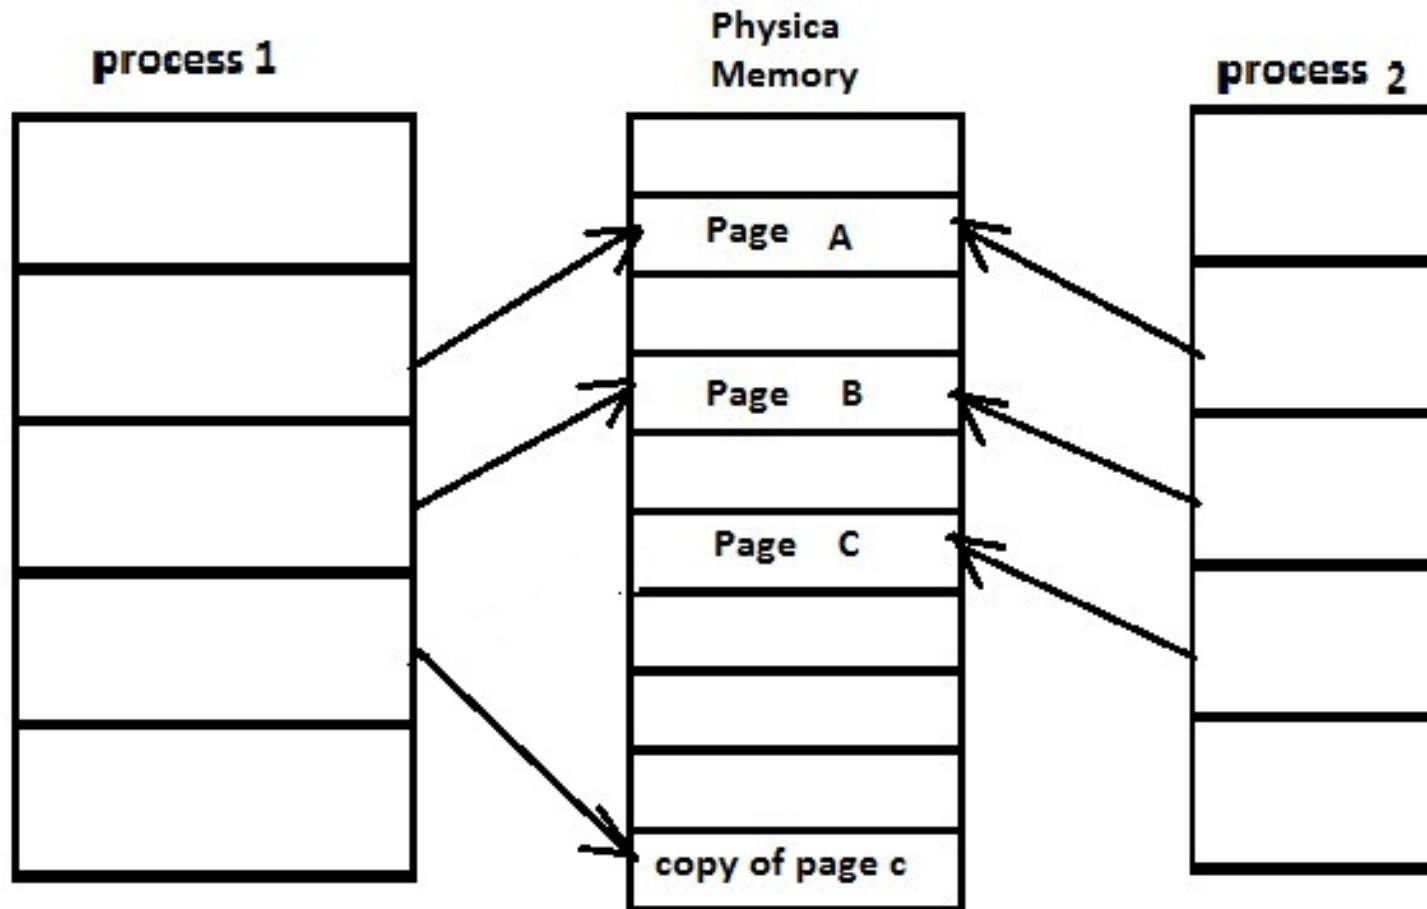 process 1
Physica
Memory
process 2
Page A
Page B
Page C
copy of page c